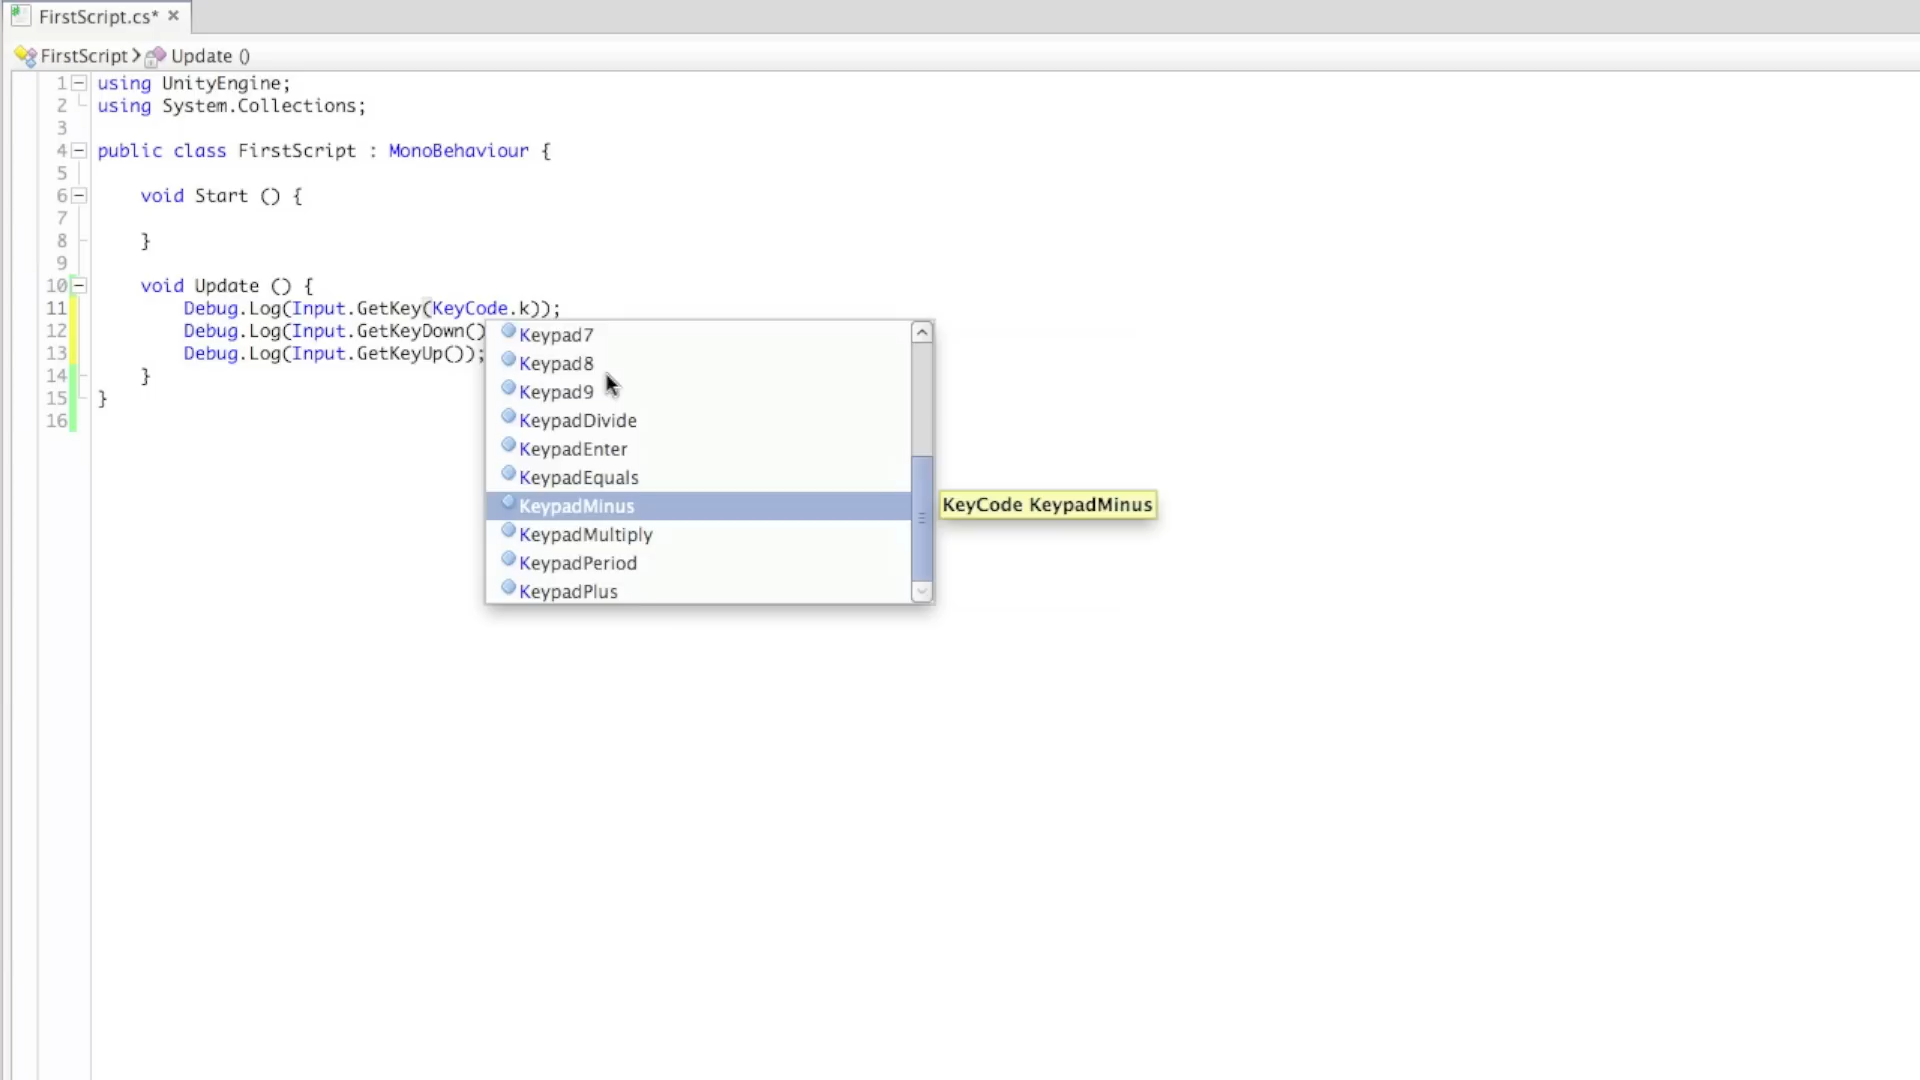 FirstScript.cs* ×
FirstScript > Update ()
1 using UnityEngine;
2 using System.Collections;
3
4 public class FirstScript : MonoBehaviour {
5
6 void Start () {
7
8 }
9
10 void Update () {
11 Debug.Log(Input.GetKey(KeyCode.k));
12 Debug.Log(Input.GetKeyDown()
13 Debug.Log(Input.GetKeyUp());
14 }
15 }
16
Keypad7
Keypad8
Keypad9
KeypadDivide
KeypadEnter
KeypadEquals
KeypadMinus
KeyCode KeypadMinus
KeypadMultiply
KeypadPeriod
KeypadPlus